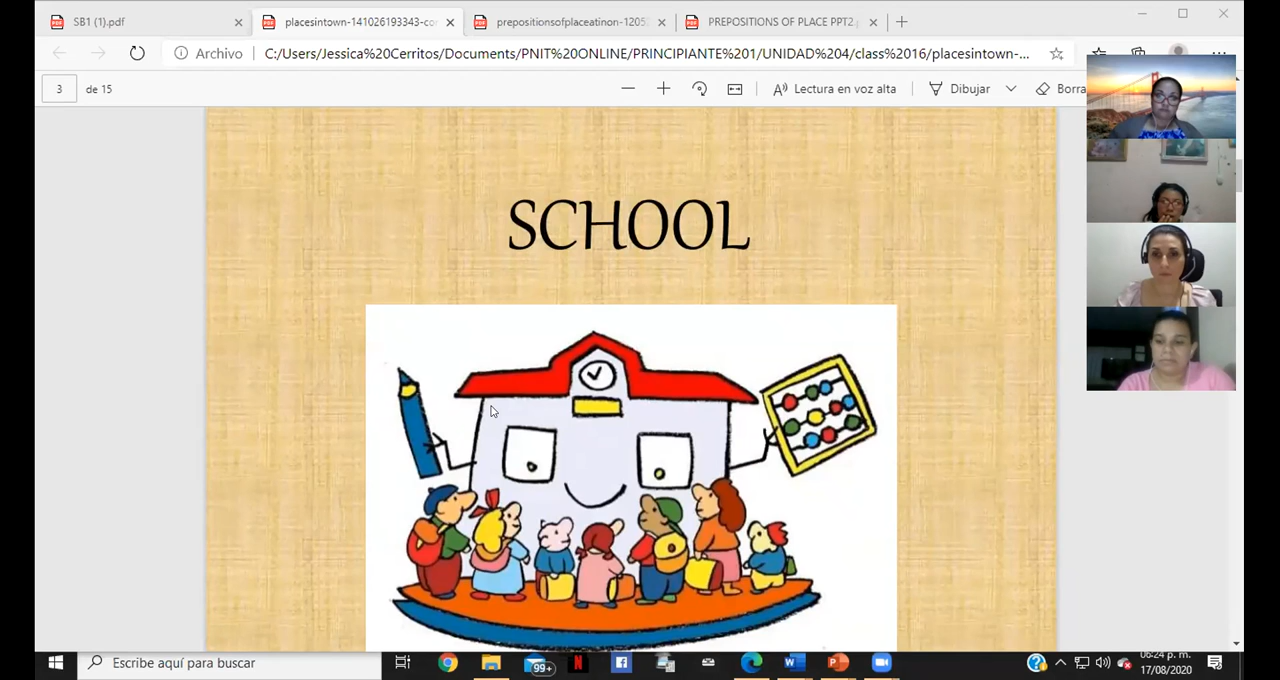 SB1 (1).pdf
placesintown-141026193343-co
prepositionsofplaceatinon-1205
PREPOSITIONS OF PLACE PPT2
Archivo
C:/Users/Jessica%20Cerritos/Documents/PNIT%20ONLINE/PRINCIPIANTE%201/UNIDAD%204/class%2016/placesintown-...
3 de 15
Lectura en voz alta
Dibujar
Borra
SCHOOL
Escribe aquí para buscar
99+
06:24 p. m.
17/08/2020